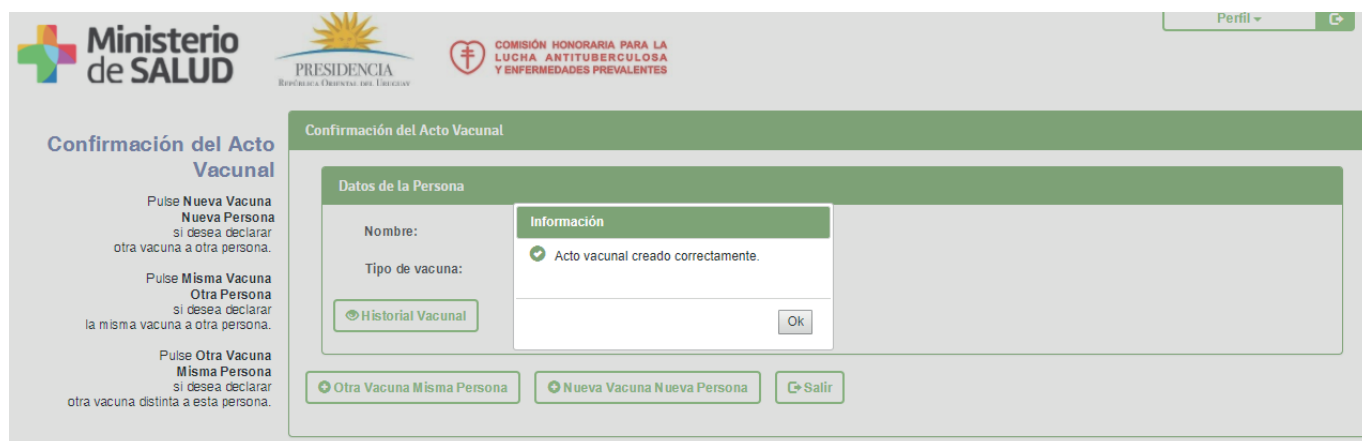 Perfil
Ministerio
de SALUD
PRESIDENCIA
REPÚBLICA ORIENTAL DEL URUGUAY
COMISIÓN HONORARIA PARA LA
LUCHA ANTITUBERCULOSA
Y ENFERMEDADES PREVALENTES
Confirmación del Acto
Vacunal
Pulse Nueva Vacuna
Nueva Persona
si desea declarar
otra vacuna a otra persona.
Pulse Misma Vacuna
Otra Persona
si desea declarar
la misma vacuna a otra persona.
Pulse Otra Vacuna
Misma Persona
si desea declarar
otra vacuna distinta a esta persona.
Confirmación del Acto Vacunal
Datos de la Persona
Nombre:
Tipo de vacuna:
Historial Vacunal
Información
Acto vacunal creado correctamente.
Ok
Otra Vacuna Misma Persona
Nueva Vacuna Nueva Persona
Salir